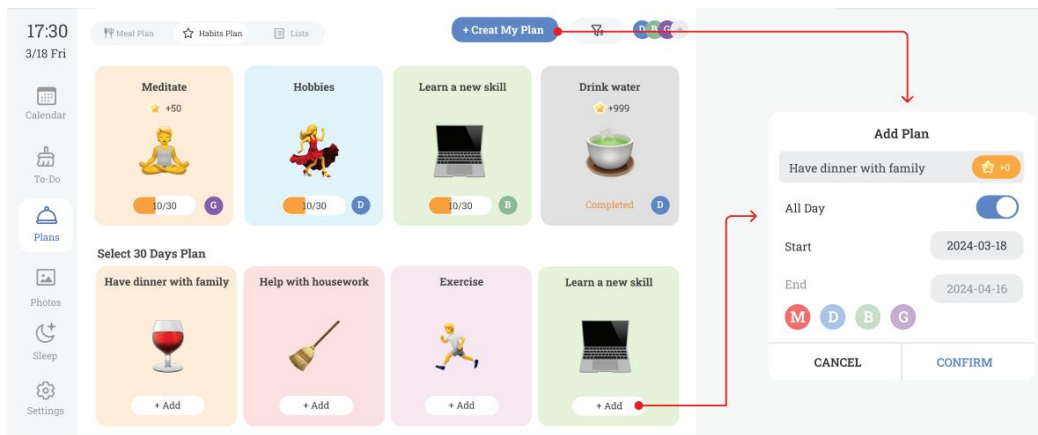 17:30
3/18 Fri
Calendar
To-Do
Plans
Photos
Sleep
Settings
Meal Plan
Habits Plan
Lists
+ Creat My Plan
D B G +
Meditate
+50
10/30 G
Hobbies
10/30 D
Learn a new skill
10/30 B
Drink water
+999
Completed D
Select 30 Days Plan
Have dinner with family
+ Add
Help with housework
+ Add
Exercise
+ Add
Learn a new skill
+ Add
Add Plan
Have dinner with family +0
All Day
Start 2024-03-18
End 2024-04-16
M D B G
CANCEL CONFIRM